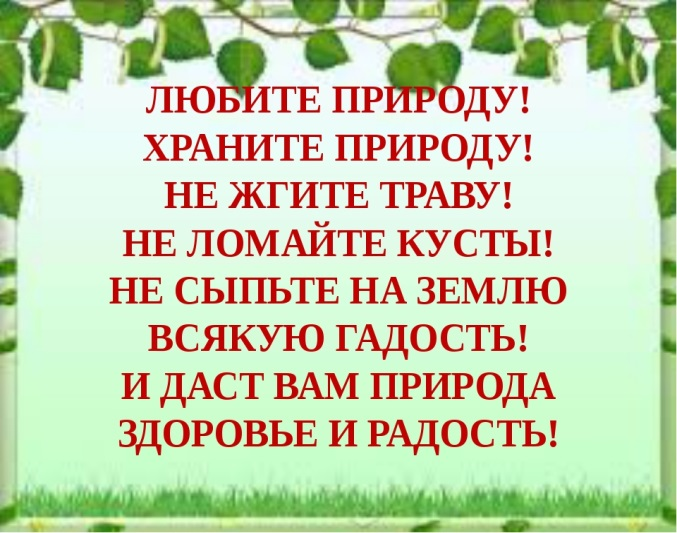 ЛЮБИТЕ ПРИРОДУ!
ХРАНИТЕ ПРИРОДУ!
НЕ ЖГИТЕ ТРАВУ!
НЕ ЛОМАЙТЕ КУСТЫ!
НЕ СЫПЬТЕ НА ЗЕМЛЮ
ВСЯКУЮ ГАДОСТЬ!
И ДАСТ ВАМ ПРИРОДА
ЗДОРОВЬЕ И РАДОСТЬ!